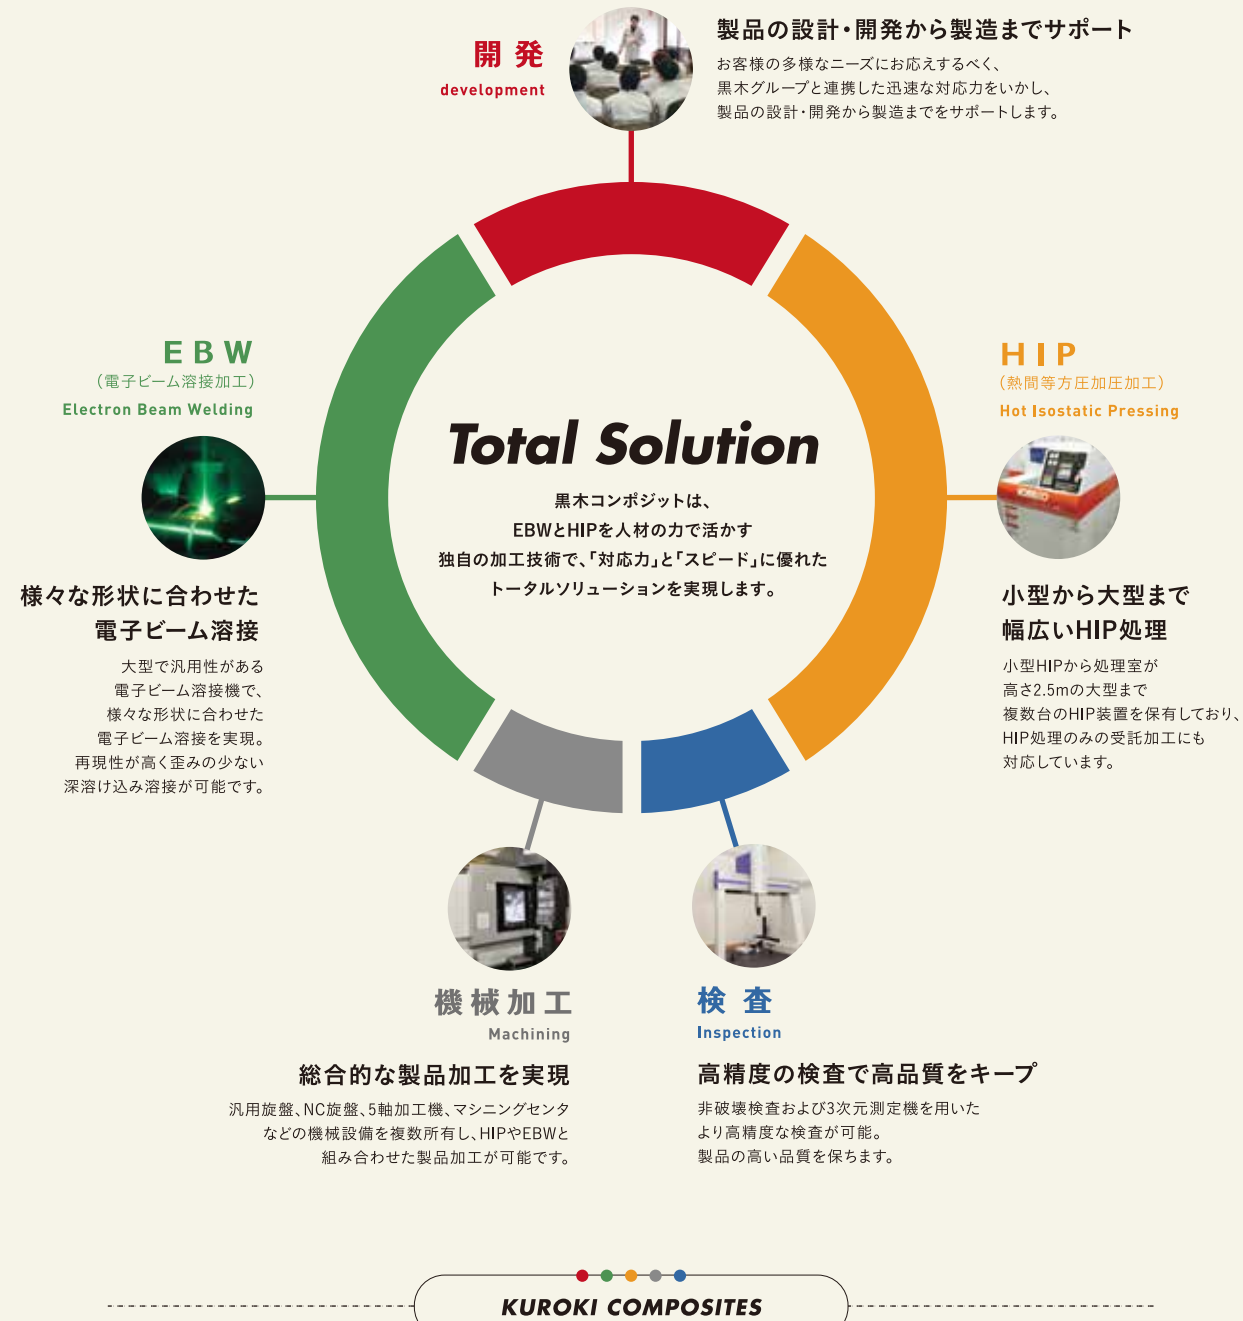 開発
development
製品の設計・開発から製造までサポート
お客様の多様なニーズにお応えするべく、
黒木グループと連携した迅速な対応力をいかし、
製品の設計・開発から製造までをサポートします。
EBW
（電子ビーム溶接加工）
Electron Beam Welding
様々な形状に合わせた
電子ビーム溶接
大型で汎用性がある
電子ビーム溶接機で、
様々な形状に合わせた
電子ビーム溶接を実現。
再現性が高く歪みの少ない
深溶け込み溶接が可能です。
Total Solution
黒木コンポジットは、
EBWとHIPを人材の力で活かす
独自の加工技術で、「対応力」と「スピード」に優れた
トータルソリューションを実現します。
HIP
（熱間等方圧加圧加工）
Hot Isostatic Pressing
小型から大型まで
幅広いHIP処理
小型HIPから処理室が
高さ2.5mの大型まで
複数台のHIP装置を保有しており、
HIP処理のみの受託加工にも
対応しています。
機械加工
Machining
総合的な製品加工を実現
汎用旋盤、NC旋盤、5軸加工機、マシニングセンタ
などの機械設備を複数所有し、HIPやEBWと
組み合わせた製品加工が可能です。
検査
Inspection
高精度の検査で高品質をキープ
非破壊検査および3次元測定機を用いた
より高精度な検査が可能。
製品の高い品質を保ちます。
KUROKI COMPOSITES